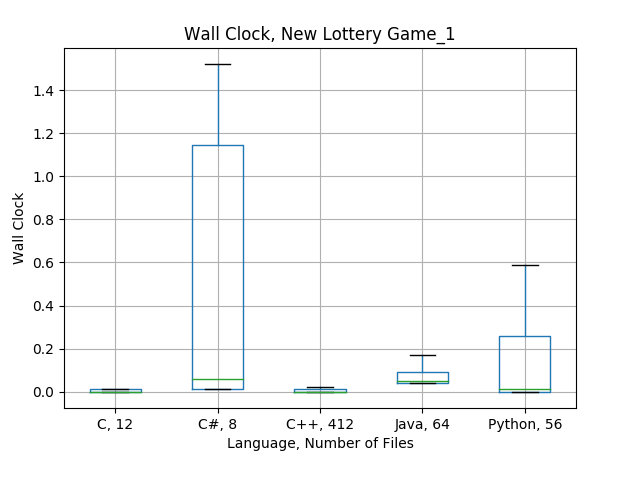 Wall Clock, New Lottery Game_1
1.4
1.2
1.0
0.8
0.6
0.4
0.2
0.0
Wall Clock
C, 12
C#, 8
C++, 412
Java, 64
Python, 56
Language, Number of Files